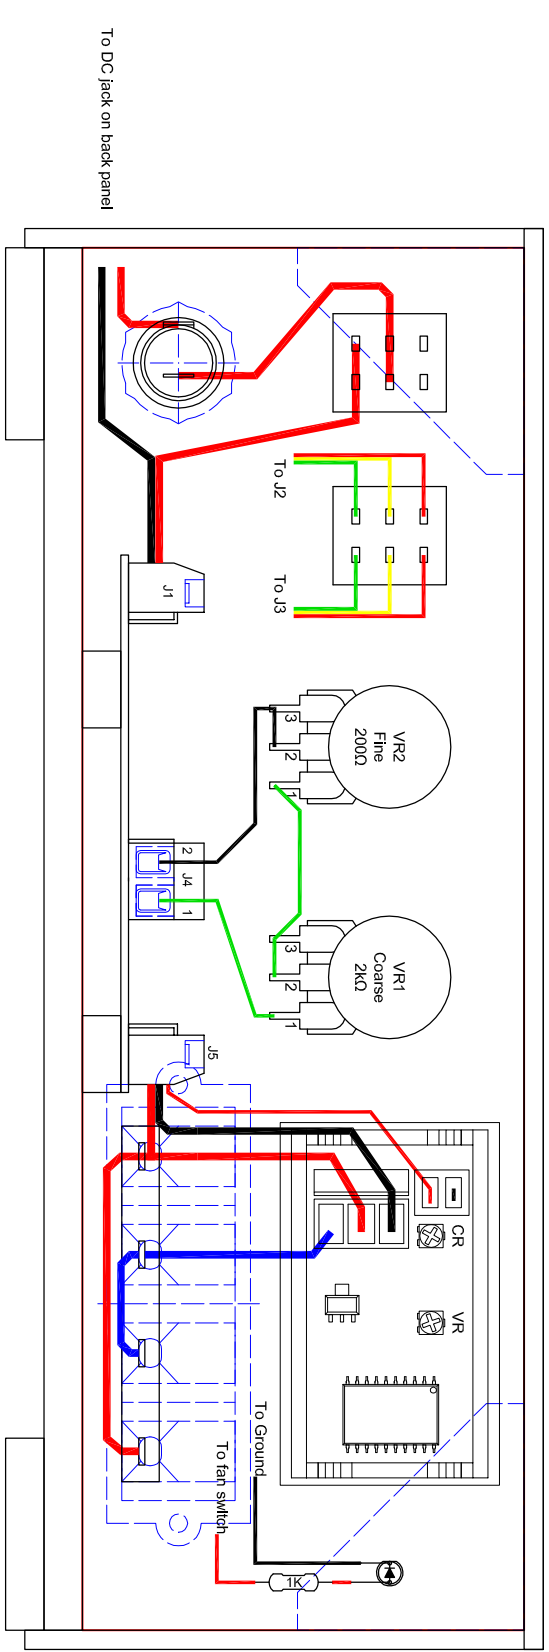 To DC jack on back panel
To J2
To J3
J1
3
2
1
VR2
Fine
200Ω
2
J4
1
3
2
1
VR1
Coarse
2kΩ
J5
CR
VR
To Ground
To fan switch
1K